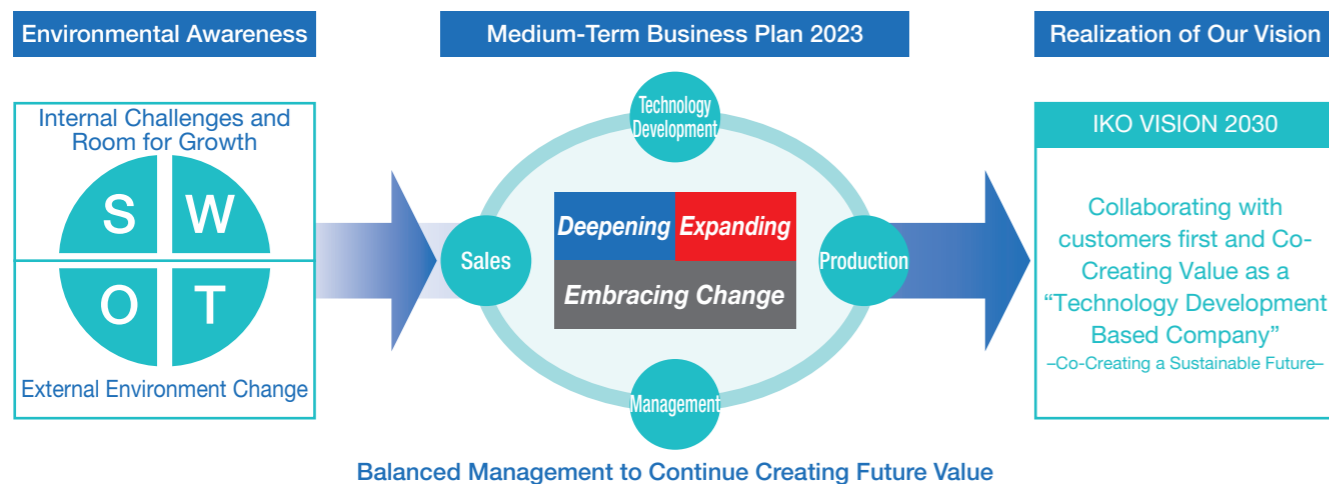 Environmental Awareness
Medium-Term Business Plan 2023
Realization of Our Vision
Internal Challenges and
Room for Growth
S
W
O
T
External Environment Change
Technology
Development
Sales
Deepening
Expanding
Embracing Change
Production
Management
IKO VISION 2030
Collaborating with
customers first and Co-
Creating Value as a
“Technology Development
Based Company”
–Co-Creating a Sustainable Future–
Balanced Management to Continue Creating Future Value